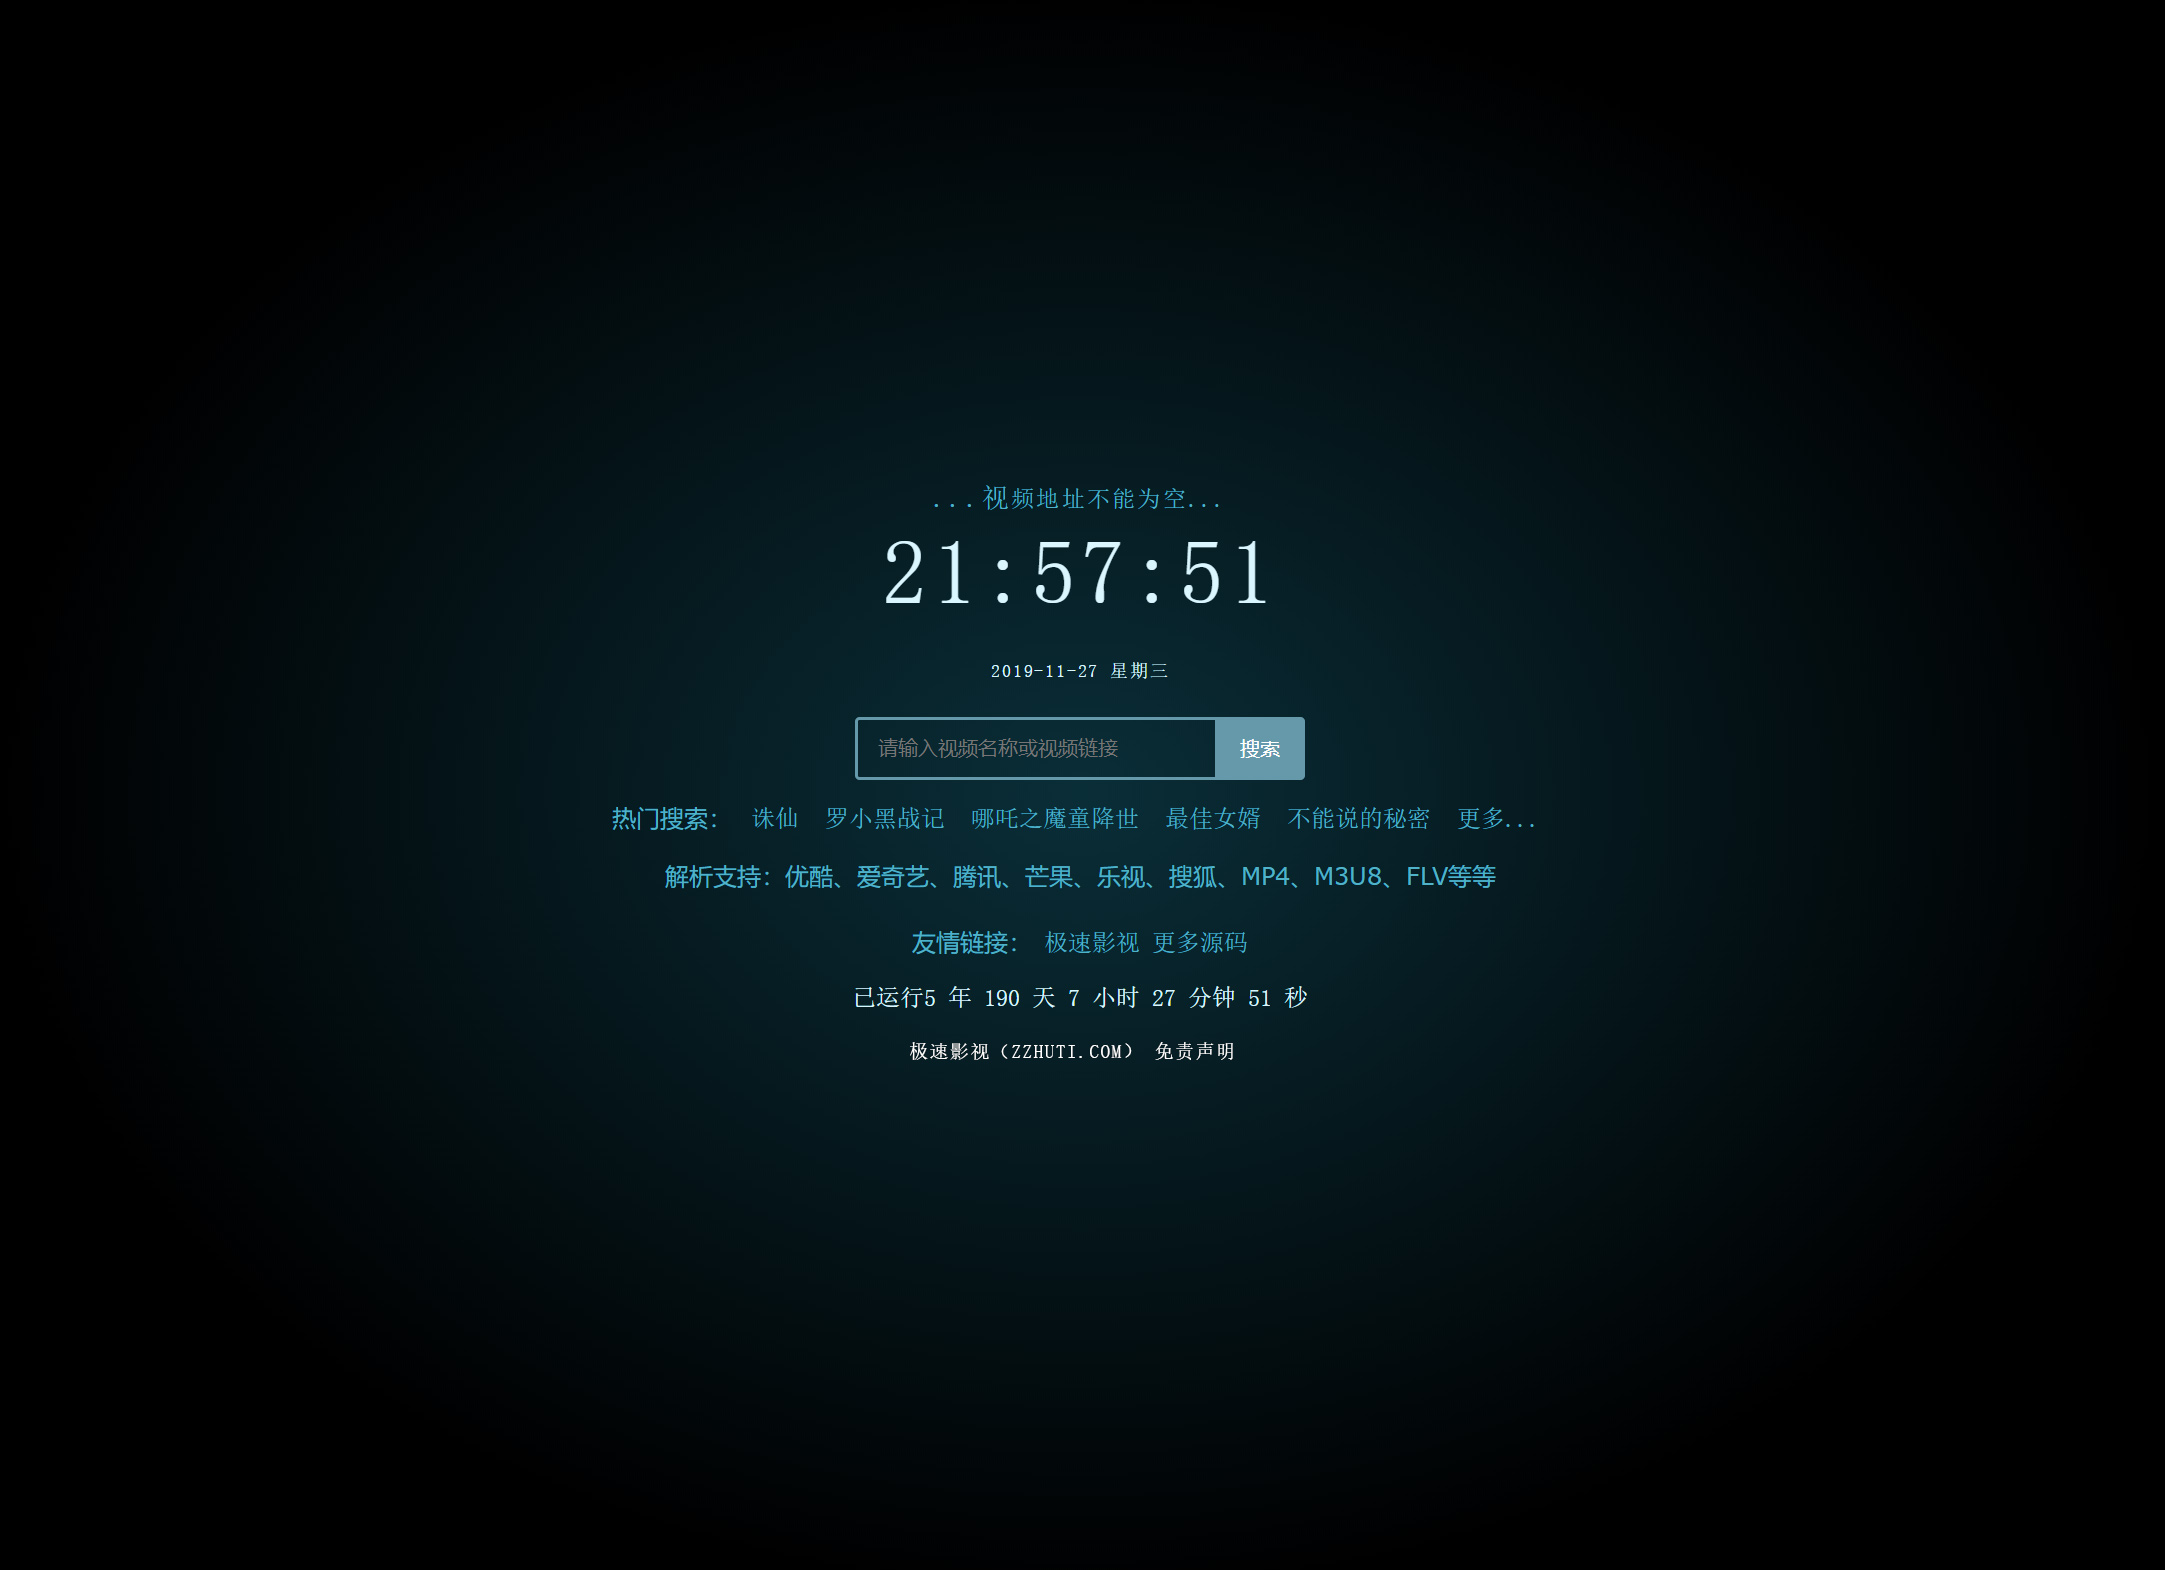 ...视频地址不能为空...
21:57:51
2019-11-27 星期三
请输入视频名称或视频链接 搜索
热门搜索： 诛仙 罗小黑战记 哪吒之魔童降世 最佳女婿 不能说的秘密 更多...
解析支持：优酷、爱奇艺、腾讯、芒果、乐视、搜狐、MP4、M3U8、FLV等等
友情链接： 极速影视 更多源码
已运行5 年 190 天 7 小时 27 分钟 51 秒
极速影视（ZZHUTI.COM） 免责声明